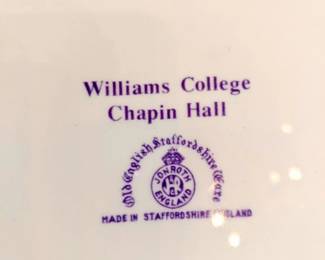 Williams College
Chapin Hall
Old English Staffordshire Ware
JONROTH
ENGLAND
MADE IN STAFFORDSHIRE ENGLAND